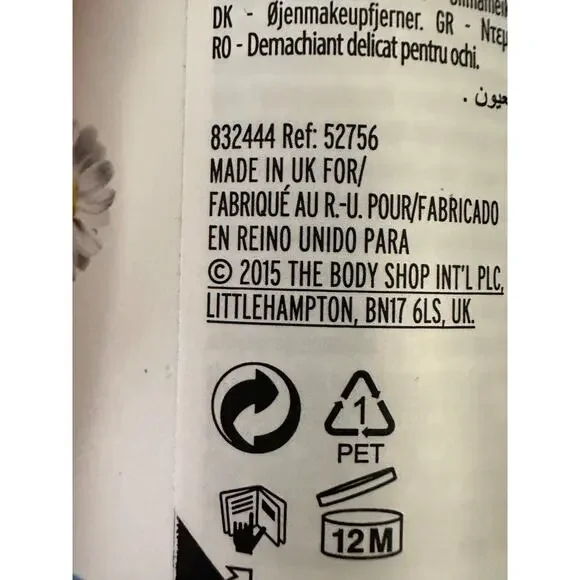 DK - Øjenmakeupfjerner. GR -
RO - Demachiant delicat pentru ochi.
832444 Ref: 52756
MADE IN UK FOR/
FABRIQUÉ AU R.-U. POUR/FABRICADO
EN REINO UNIDO PARA
© 2015 THE BODY SHOP INT'L PLC,
LITTLEHAMPTON, BN17 6LS, UK.
1
PET
12M